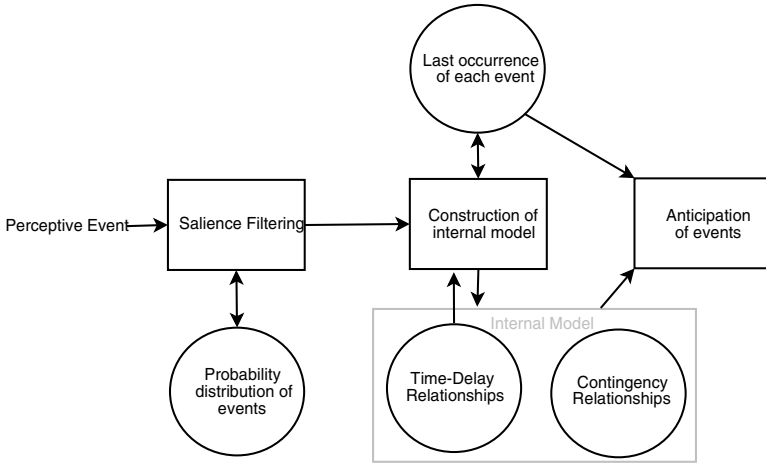 Last occurrence
of each event
Perceptive Event
Salience Filtering
Construction of
internal model
Anticipation
of events
Internal Model
Probability
distribution of
events
Time-Delay
Relationships
Contingency
Relationships